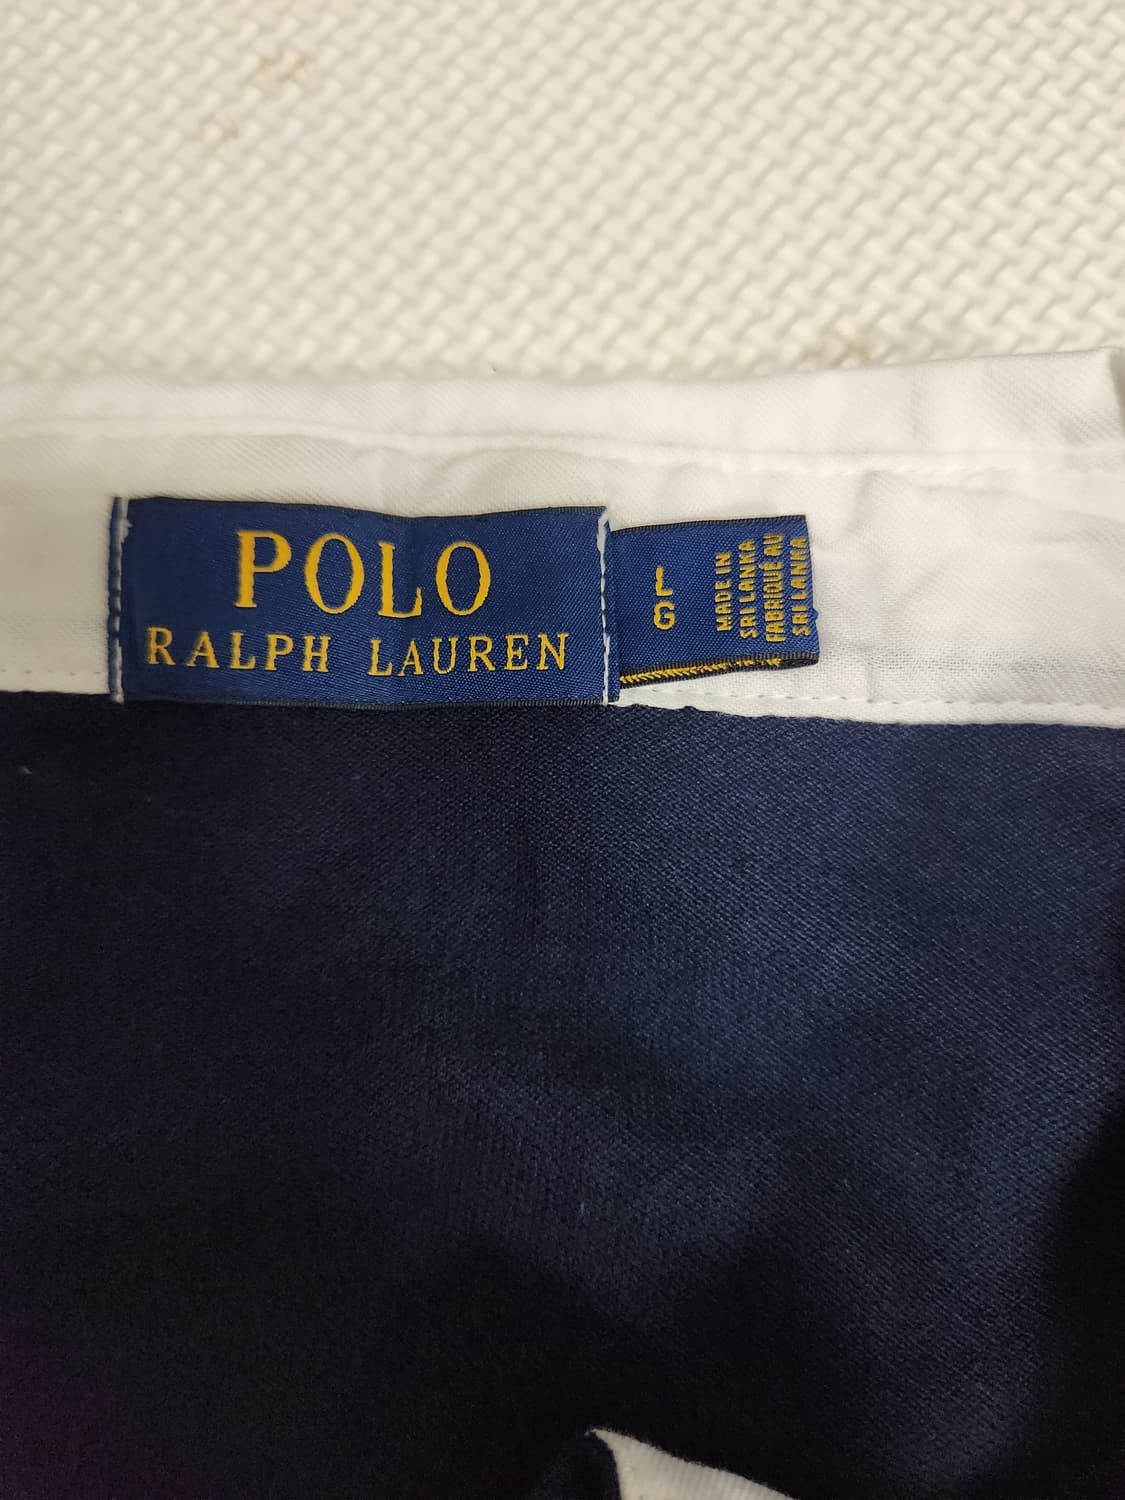 POLO
RALPH LAUREN
L
G
MADE IN
SRI LANKA
FABRIQUÉ AU
SRI LANKA